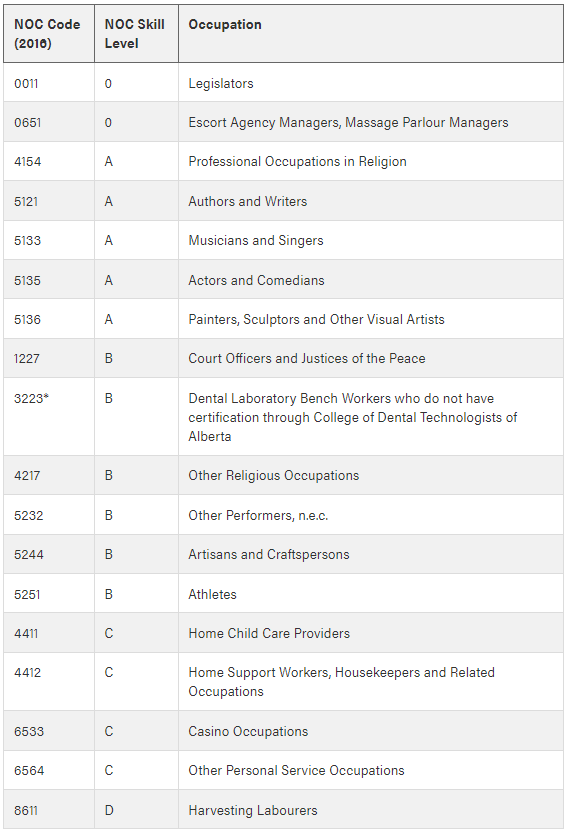 NOC Code NOC Skill Occupation
(2016) Level
0011 0 Legislators
0651 0 Escort Agency Managers, Massage Parlour Managers
4154 A Professional Occupations in Religion
5121 A Authors and Writers
5133 A Musicians and Singers
5135 A Actors and Comedians
5136 A Painters, Sculptors and Other Visual Artists
1227 B Court Officers and Justices of the Peace
3223* B Dental Laboratory Bench Workers who do not have
certification through College of Dental Technologists of
Alberta
4217 B Other Religious Occupations
5232 B Other Performers, n.e.c.
5244 B Artisans and Craftspersons
5251 B Athletes
4411 C Home Child Care Providers
4412 C Home Support Workers, Housekeepers and Related
Occupations
6533 C Casino Occupations
6564 C Other Personal Service Occupations
8611 D Harvesting Labourers